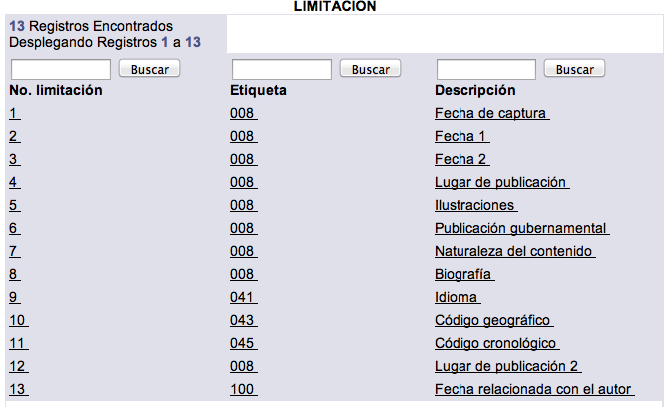 LIMITACIÓN
13 Registros Encontrados
Desplegando Registros 1 a 13
Buscar Buscar Buscar
No. limitación Etiqueta Descripción
1 008 Fecha de captura
2 008 Fecha 1
3 008 Fecha 2
4 008 Lugar de publicación
5 008 Ilustraciones
6 008 Publicación gubernamental
7 008 Naturaleza del contenido
8 008 Biografía
9 041 Idioma
10 043 Código geográfico
11 045 Código cronológico
12 008 Lugar de publicación 2
13 100 Fecha relacionada con el autor